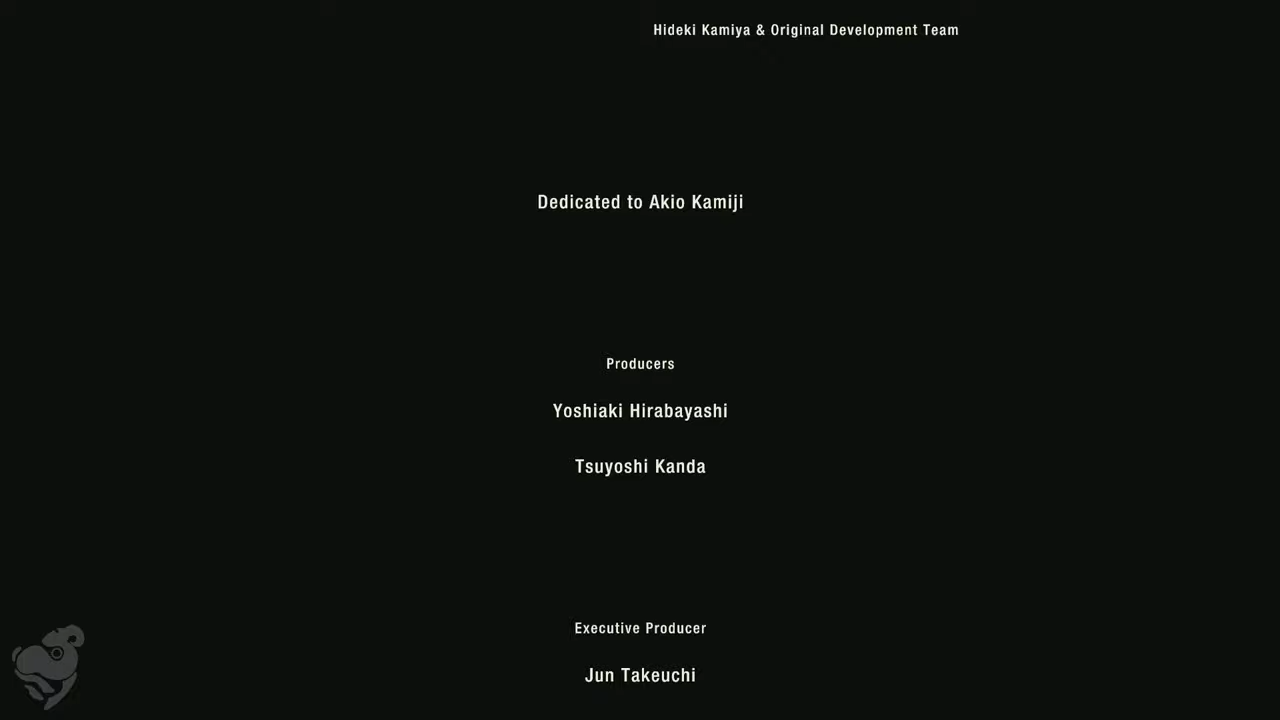 Hideki Kamiya & Original Development Team
Dedicated to Akio Kamiji
Producers
Yoshiaki Hirabayashi
Tsuyoshi Kanda
Executive Producer
Jun Takeuchi